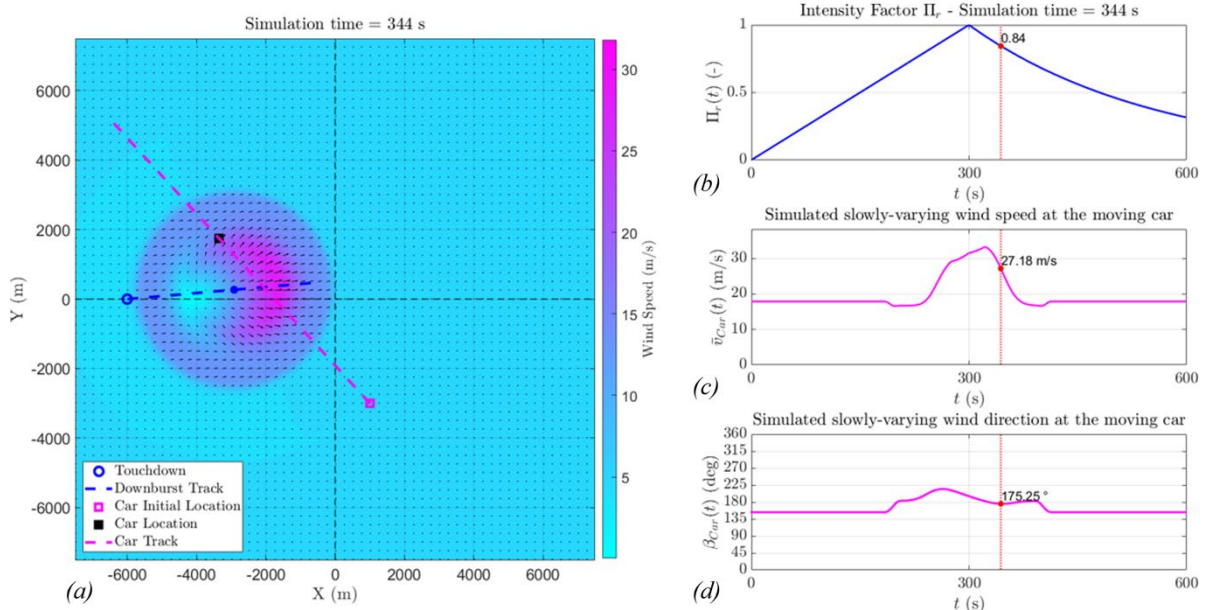 Simulation time = 344 s
6000
4000
2000
0
-2000
-4000
-6000
Y (m)
-6000 -4000 -2000 0 2000 4000 6000
X (m)
Touchdown
Downburst Track
Car Initial Location
Car Location
Car Track
30
25
20
15
10
5
Wind Speed (m/s)
(a)
Intensity Factor Π_r - Simulation time = 344 s
1
0.5
0
Π_r(t) (-)
0.84
0 300 600
t (s)
(b)
Simulated slowly-varying wind speed at the moving car
30
20
10
0
v̄_Car(t) (m/s)
27.18 m/s
0 300 600
t (s)
(c)
Simulated slowly-varying wind direction at the moving car
360
315
270
225
180
135
90
45
0
β_Car(t) (deg)
175.25 °
0 300 600
t (s)
(d)